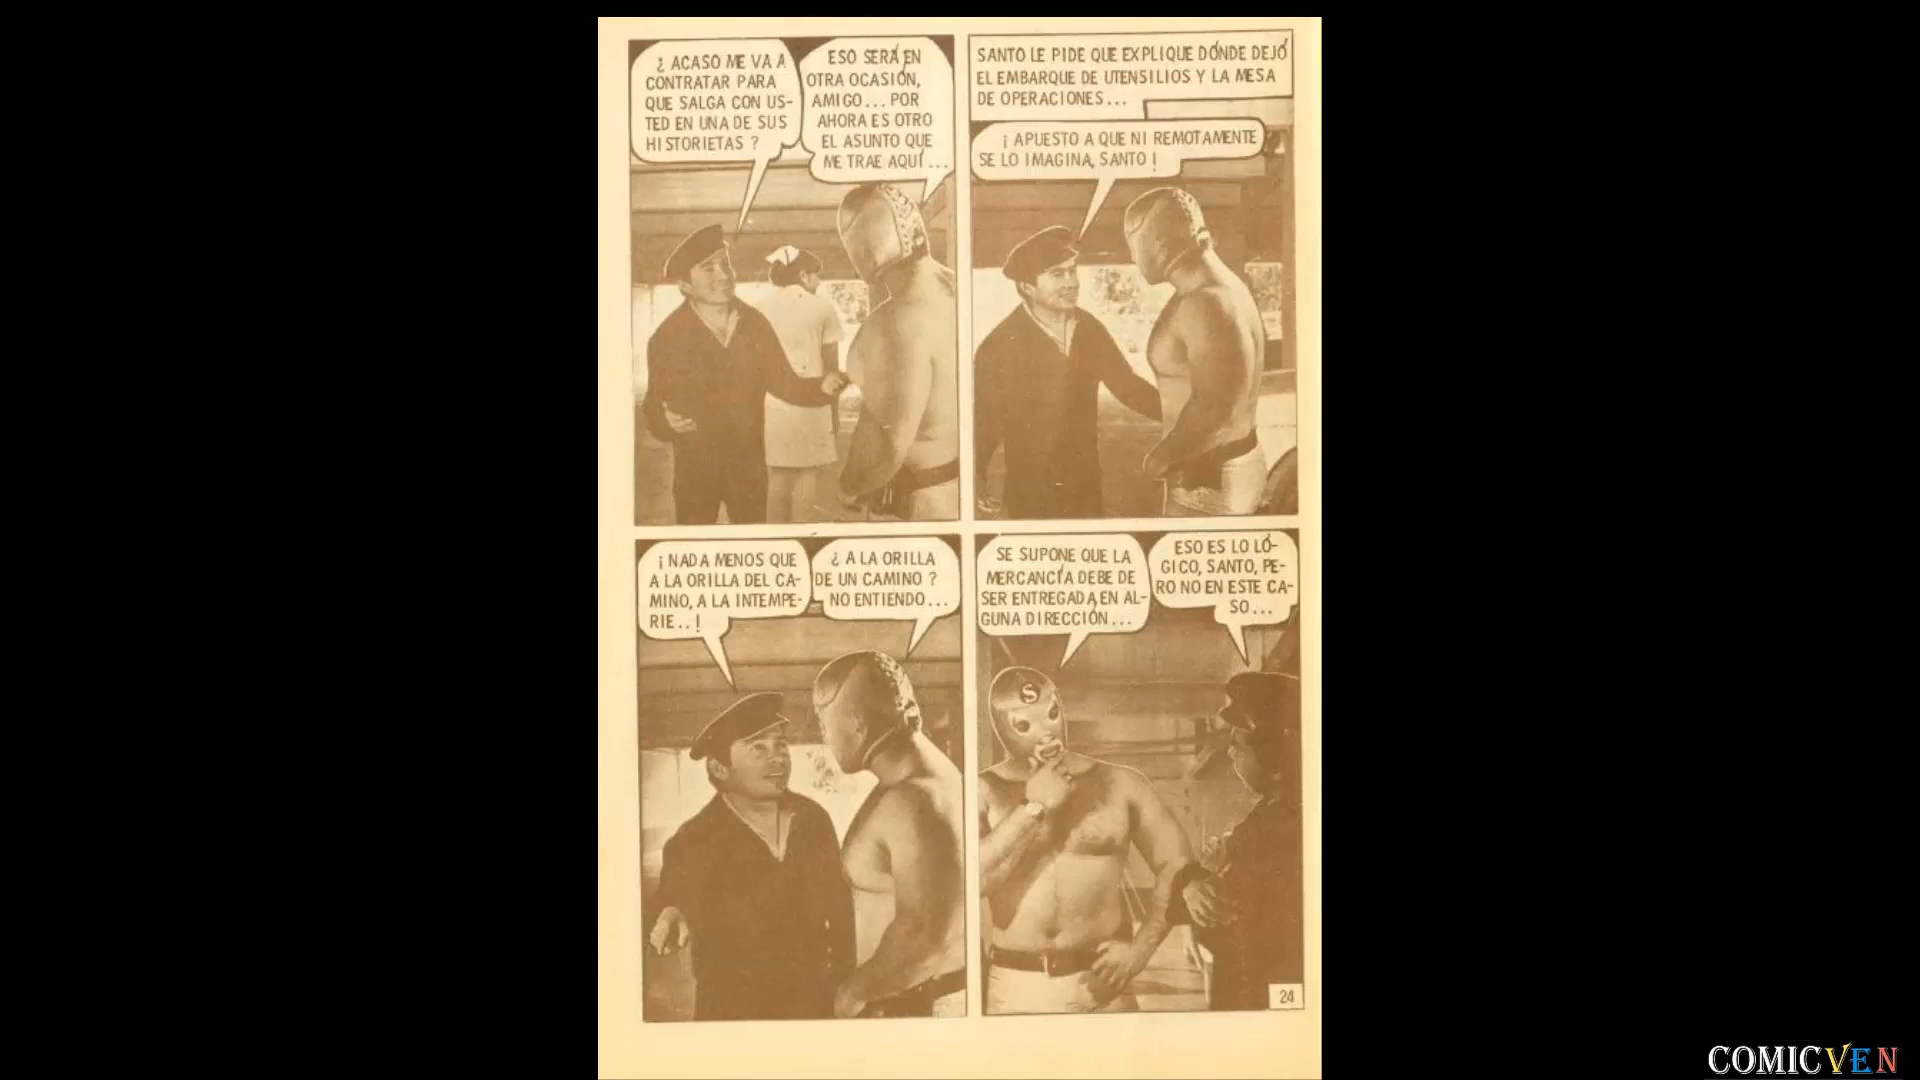 ¿ ACASO ME VA A
CONTRATAR PARA
QUE SALGA CON US-
TED EN UNA DE SUS
HISTORIETAS ?
ESO SERÁ EN
OTRA OCASIÓN,
AMIGO... POR
AHORA ES OTRO
EL ASUNTO QUE
ME TRAE AQUÍ...
SANTO LE PIDE QUE EXPLIQUE DÓNDE DEJÓ
EL EMBARQUE DE UTENSILIOS Y LA MESA
DE OPERACIONES...
¡ APUESTO A QUE NI REMOTAMENTE
SE LO IMAGINA, SANTO !
¡ NADA MENOS QUE
A LA ORILLA DEL CA-
MINO, A LA INTEMPE-
RIE..!
¿ A LA ORILLA
DE UN CAMINO ?
NO ENTIENDO...
SE SUPONE QUE LA
MERCANCÍA DEBE DE
SER ENTREGADA EN AL-
GUNA DIRECCIÓN...
ESO ES LO LÓ-
GICO, SANTO, PE-
RO NO EN ESTE CA-
SO...
S
24
COMICVEN